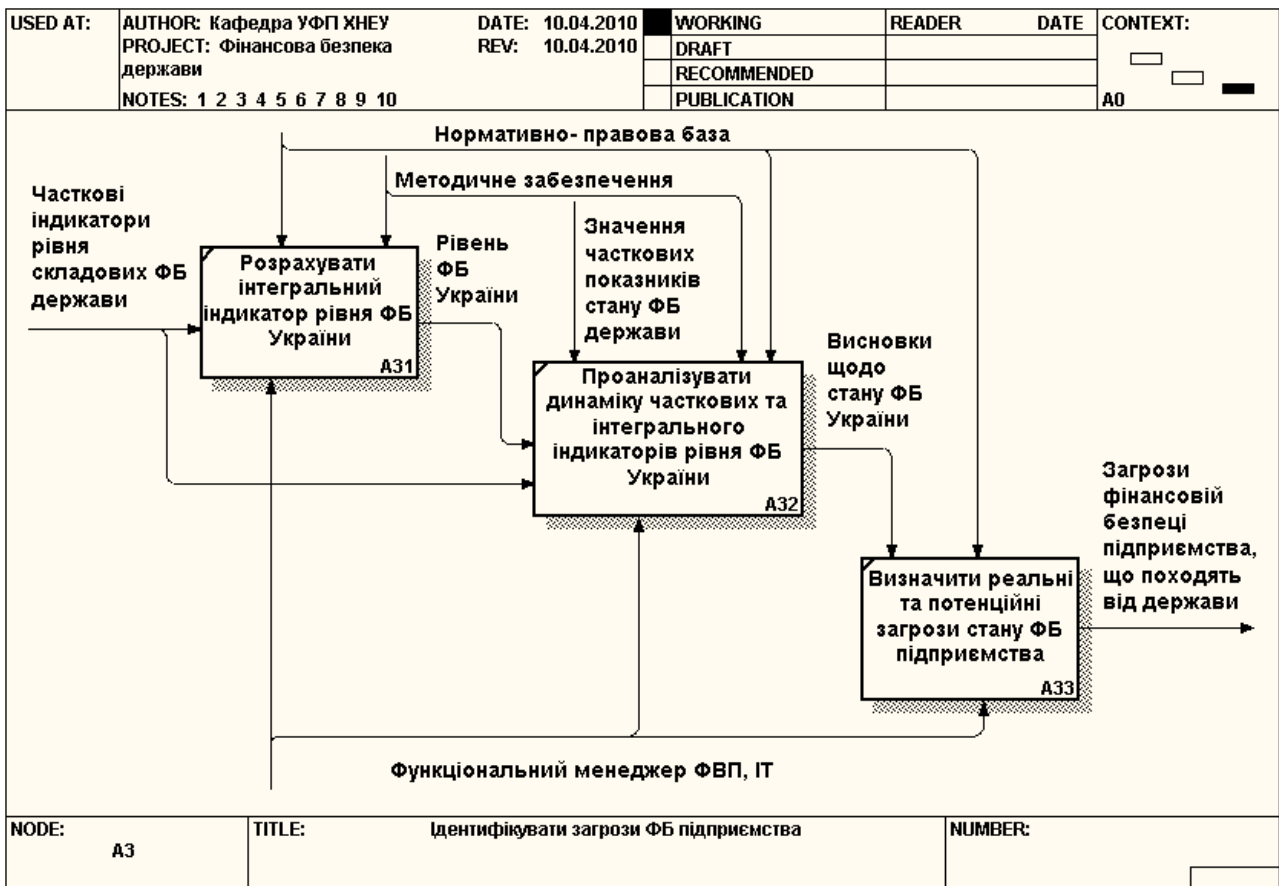 USED AT:
AUTHOR: Кафедра УФП ХНЕУ
DATE: 10.04.2010
PROJECT: Фінансова безпека
держави
REV: 10.04.2010
NOTES: 1 2 3 4 5 6 7 8 9 10
WORKING
DRAFT
RECOMMENDED
PUBLICATION
READER DATE
CONTEXT:
A0
Нормативно- правова база
Методичне забезпечення
Часткові
індикатори
рівня
складових ФБ
держави
Розрахувати
інтегральний
індикатор рівня ФБ
України
A31
Рівень
ФБ
України
Значення
часткових
показників
стану ФБ
держави
Проаналізувати
динаміку часткових та
інтегрального
індикаторів рівня ФБ
України
A32
Висновки
щодо
стану ФБ
України
Визначити реальні
та потенційні
загрози стану ФБ
підприємства
A33
Загрози
фінансовій
безпеці
підприємства,
що походять
від держави
Функціональний менеджер ФВП, ІТ
NODE:
A3
TITLE:
Ідентифікувати загрози ФБ підприємства
NUMBER: